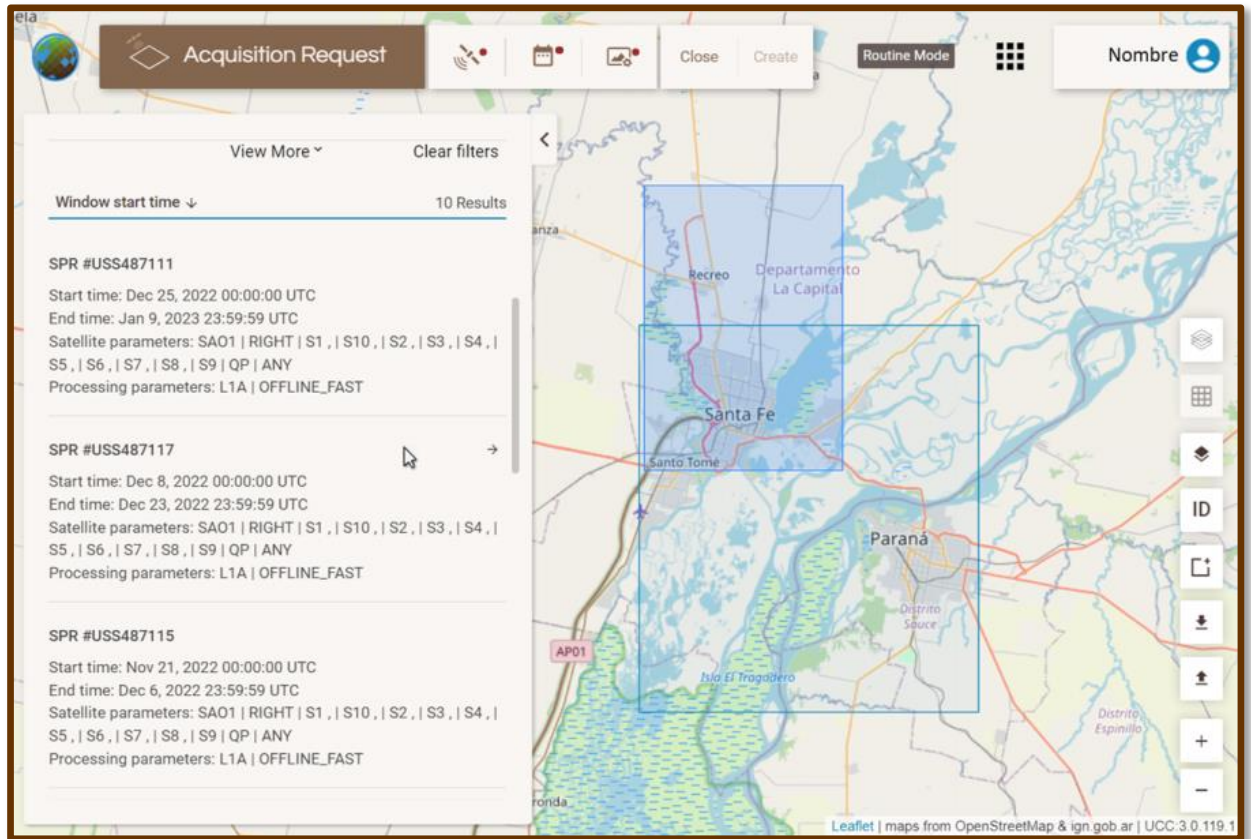 ela
Acquisition Request
Close
Create
Routine Mode
Nombre
View More
Clear filters
Window start time ↓
10 Results
SPR #USS487111
Start time: Dec 25, 2022 00:00:00 UTC
End time: Jan 9, 2023 23:59:59 UTC
Satellite parameters: SAO1 | RIGHT | S1 , | S10 , | S2 , | S3 , | S4 , |
S5 , | S6 , | S7 , | S8 , | S9 | QP | ANY
Processing parameters: L1A | OFFLINE_FAST
SPR #USS487117
Start time: Dec 8, 2022 00:00:00 UTC
End time: Dec 23, 2022 23:59:59 UTC
Satellite parameters: SAO1 | RIGHT | S1 , | S10 , | S2 , | S3 , | S4 , |
S5 , | S6 , | S7 , | S8 , | S9 | QP | ANY
Processing parameters: L1A | OFFLINE_FAST
SPR #USS487115
Start time: Nov 21, 2022 00:00:00 UTC
End time: Dec 6, 2022 23:59:59 UTC
Satellite parameters: SAO1 | RIGHT | S1 , | S10 , | S2 , | S3 , | S4 , |
S5 , | S6 , | S7 , | S8 , | S9 | QP | ANY
Processing parameters: L1A | OFFLINE_FAST
anza
Recreo
Departamento
La Capital
Santa Fe
Santo Tomé
Paraná
Distrito
Sauce
AP01
Isla El Tragadero
Distrito
Espinillo
ronda
ID
+
−
Leaflet | maps from OpenStreetMap & ign.gob.ar | UCC:3.0.119.1